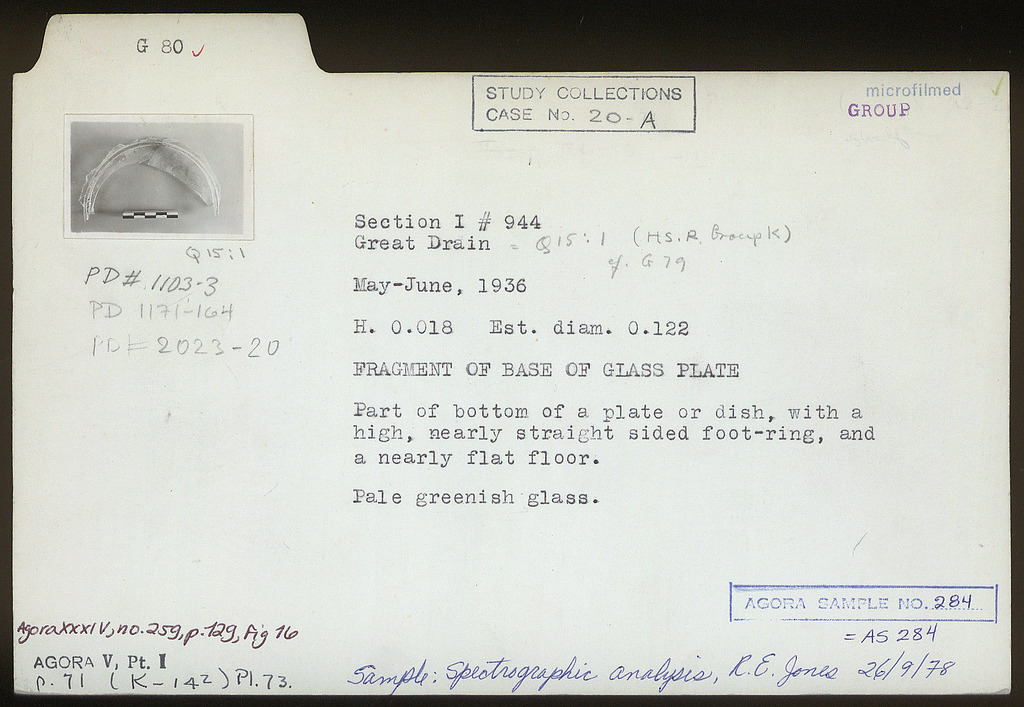 G 80
STUDY COLLECTIONS
CASE No. 20-A
microfilmed
GROUP
Section I # 944
Great Drain = Q15:1 (H.S.R. Group K)
cf. G 79
May-June, 1936
H. 0.018 Est. diam. 0.122
FRAGMENT OF BASE OF GLASS PLATE
Part of bottom of a plate or dish, with a
high, nearly straight sided foot-ring, and
a nearly flat floor.
Pale greenish glass.
Q15:1
PD# 1103-3
PD 1171-164
PD# 2023-20
AGORA SAMPLE NO. 284
= AS 284
Agora XXXIV, no. 259, p. 129, Fig 16
AGORA V, Pt. I
p. 71 (K-142) Pl. 73.
Sample: Spectrographic analysis, R.E. Jones 26/9/78